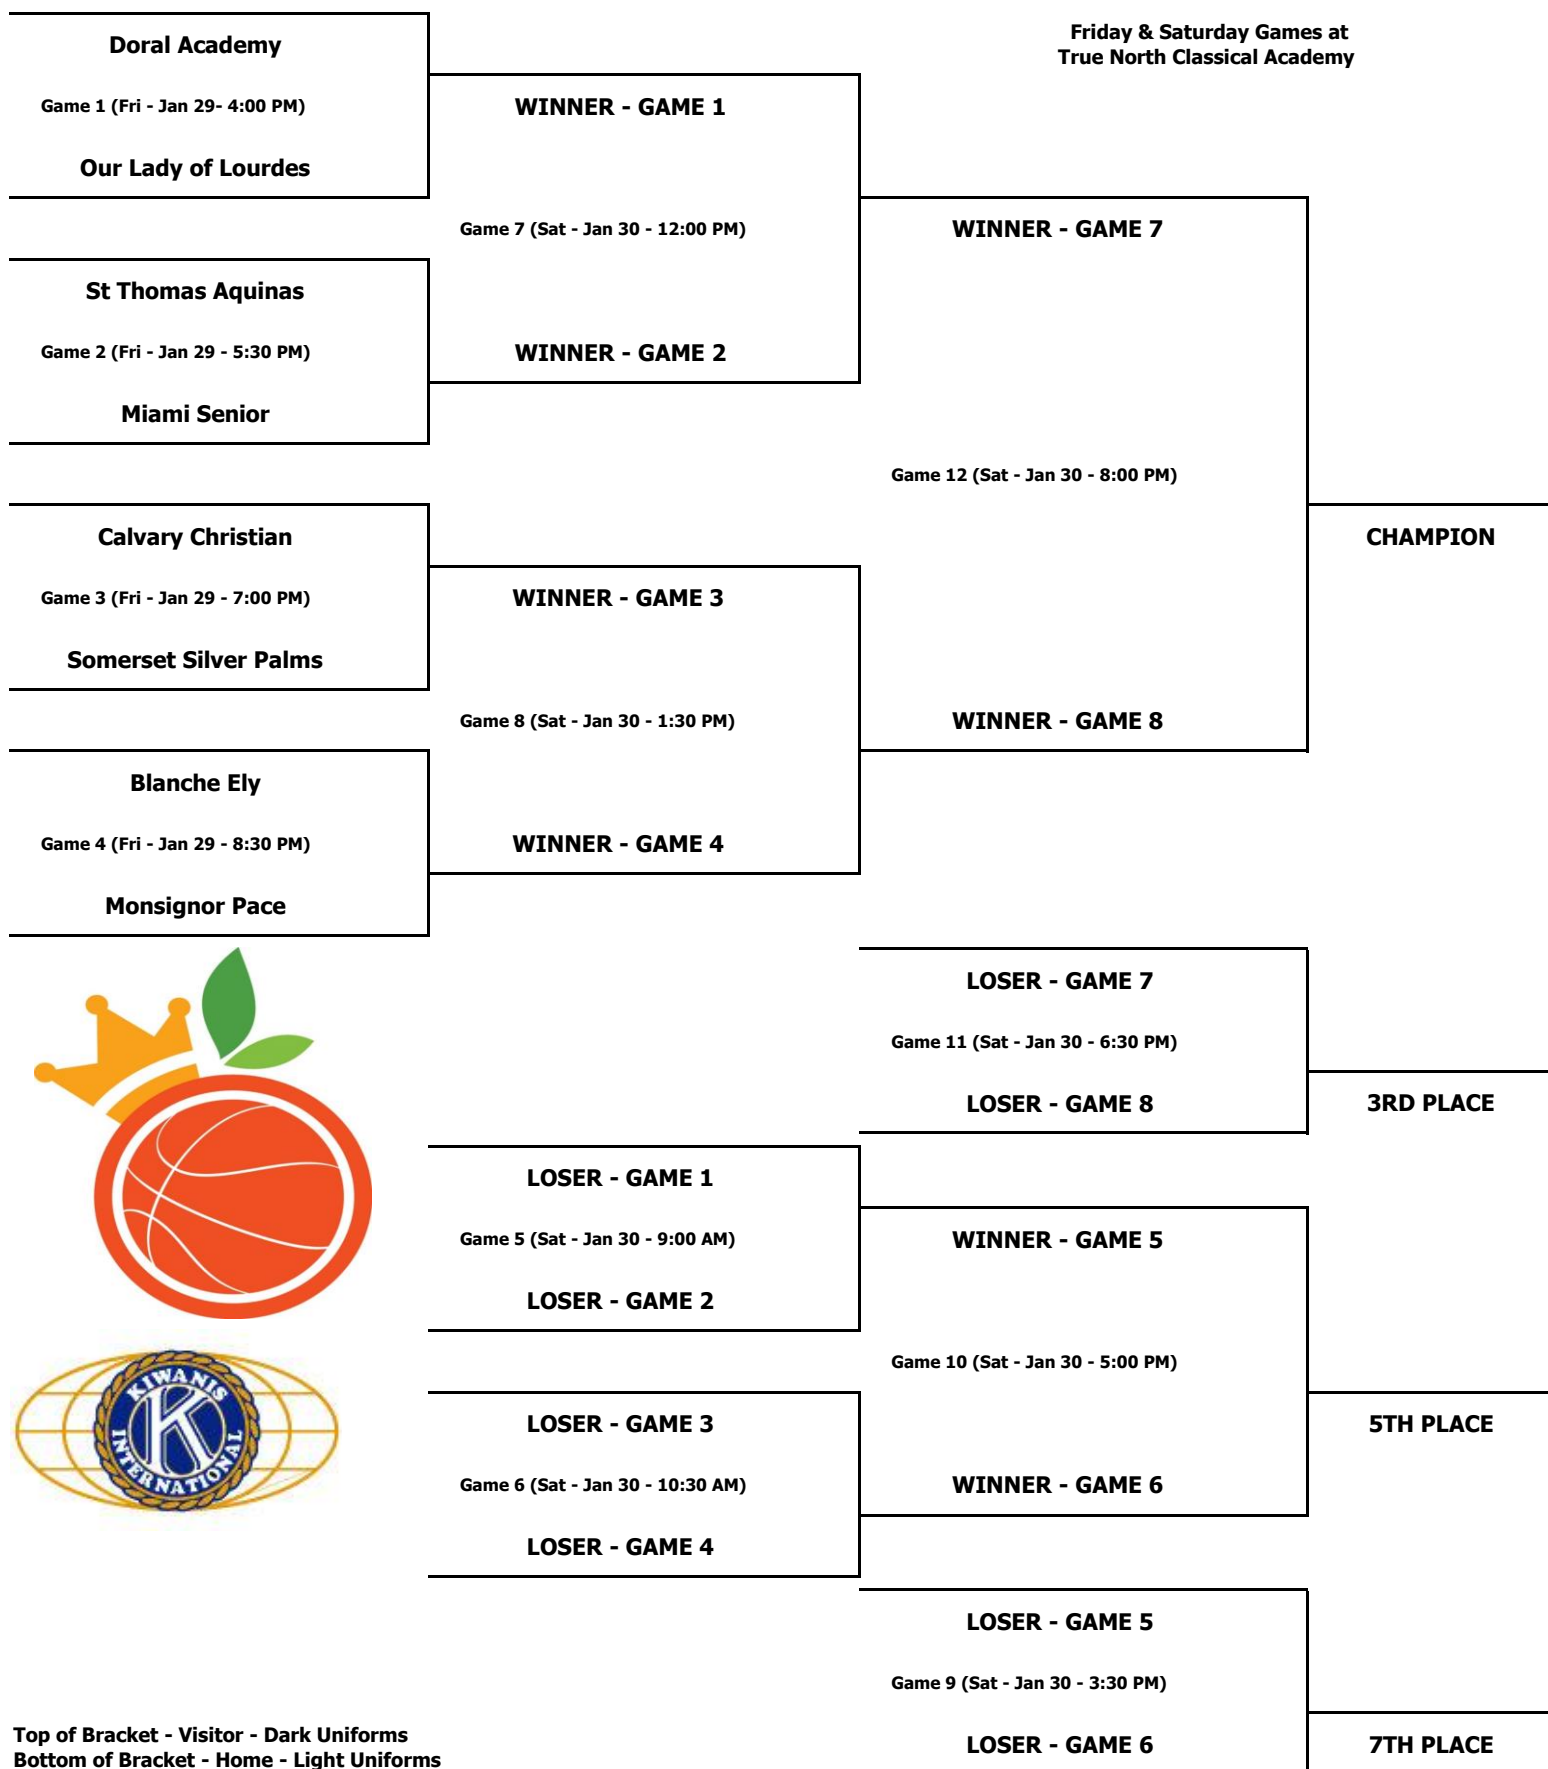 Friday & Saturday Games at
True North Classical Academy
Doral Academy
Game 1 (Fri - Jan 29- 4:00 PM)
Our Lady of Lourdes
St Thomas Aquinas
Game 2 (Fri - Jan 29 - 5:30 PM)
Miami Senior
Calvary Christian
Game 3 (Fri - Jan 29 - 7:00 PM)
Somerset Silver Palms
Blanche Ely
Game 4 (Fri - Jan 29 - 8:30 PM)
Monsignor Pace
WINNER - GAME 1
Game 7 (Sat - Jan 30 - 12:00 PM)
WINNER - GAME 2
WINNER - GAME 3
Game 8 (Sat - Jan 30 - 1:30 PM)
WINNER - GAME 4
WINNER - GAME 7
Game 12 (Sat - Jan 30 - 8:00 PM)
WINNER - GAME 8
CHAMPION
LOSER - GAME 7
Game 11 (Sat - Jan 30 - 6:30 PM)
LOSER - GAME 8
3RD PLACE
LOSER - GAME 1
Game 5 (Sat - Jan 30 - 9:00 AM)
LOSER - GAME 2
LOSER - GAME 3
Game 6 (Sat - Jan 30 - 10:30 AM)
LOSER - GAME 4
WINNER - GAME 5
Game 10 (Sat - Jan 30 - 5:00 PM)
WINNER - GAME 6
5TH PLACE
LOSER - GAME 5
Game 9 (Sat - Jan 30 - 3:30 PM)
LOSER - GAME 6
7TH PLACE
KIWANIS
K
INTERNATIONAL
Top of Bracket - Visitor - Dark Uniforms
Bottom of Bracket - Home - Light Uniforms